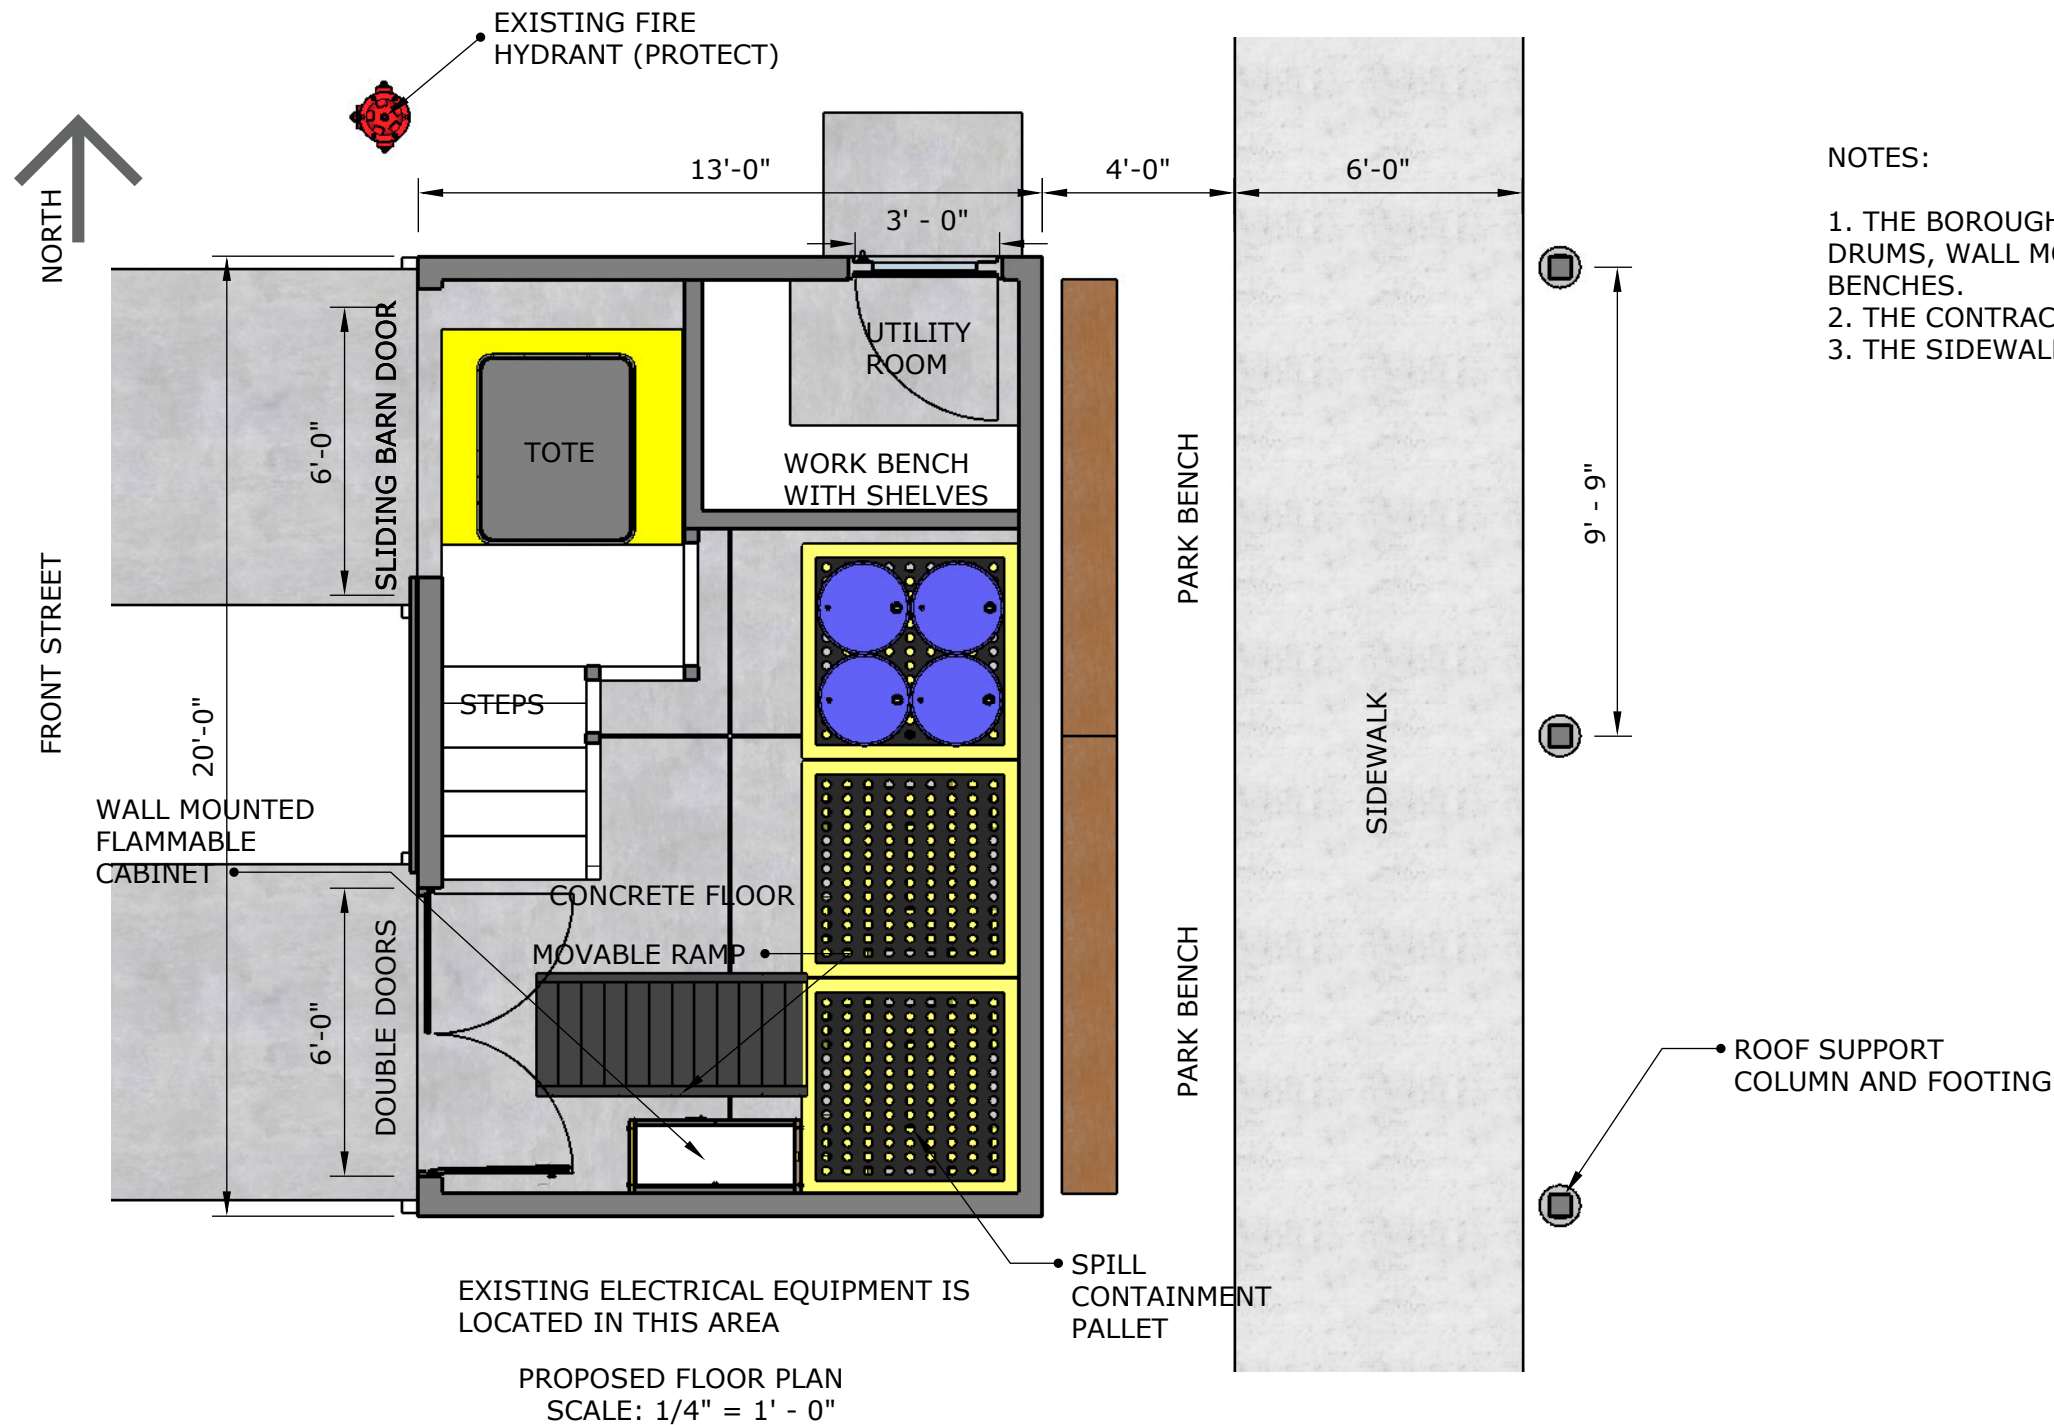 EXISTING FIRE
HYDRANT (PROTECT)
NORTH
13'-0"
4'-0"
6'-0"
3' - 0"
NOTES:
1. THE BOROUGH
DRUMS, WALL MO
BENCHES.
2. THE CONTRAC
3. THE SIDEWAL
SLIDING BARN DOOR
6'-0"
UTILITY
ROOM
TOTE
WORK BENCH
WITH SHELVES
PARK BENCH
9' - 9"
FRONT STREET
20'-0"
STEPS
SIDEWALK
WALL MOUNTED
FLAMMABLE
CABINET
CONCRETE FLOOR
MOVABLE RAMP
DOUBLE DOORS
6'-0"
PARK BENCH
ROOF SUPPORT
COLUMN AND FOOTING
SPILL
CONTAINMENT
PALLET
EXISTING ELECTRICAL EQUIPMENT IS
LOCATED IN THIS AREA
PROPOSED FLOOR PLAN
SCALE: 1/4" = 1' - 0"